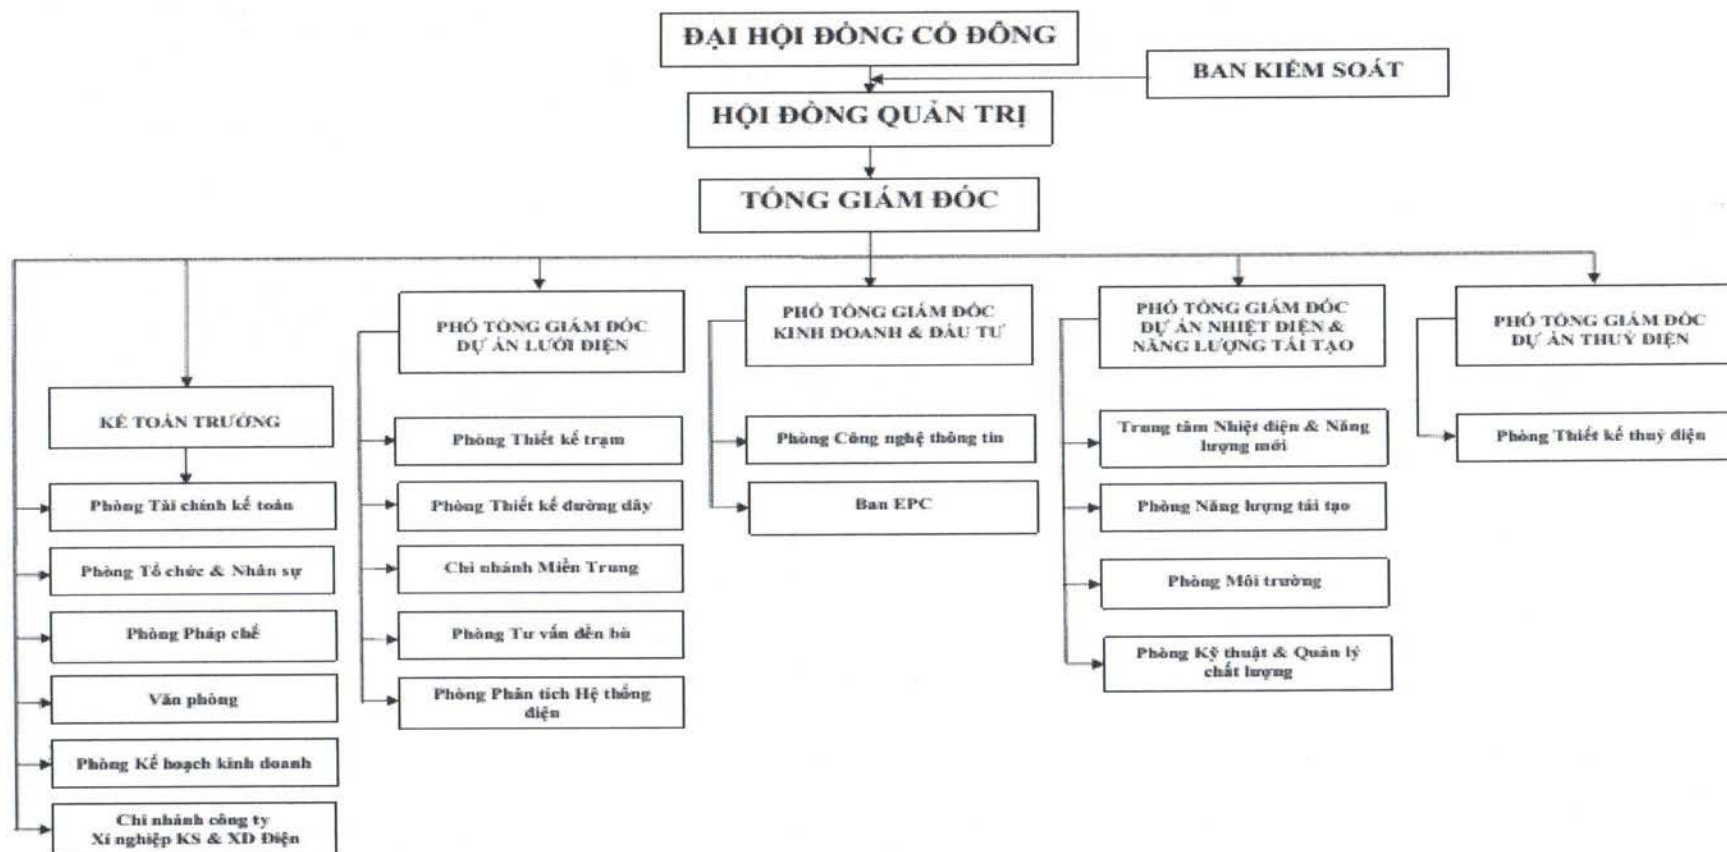 ĐẠI HỘI ĐỒNG CỔ ĐÔNG
BAN KIỂM SOÁT
HỘI ĐỒNG QUẢN TRỊ
TỔNG GIÁM ĐỐC
KẾ TOÁN TRƯỞNG
Phòng Tài chính kế toán
Phòng Tổ chức & Nhân sự
Phòng Pháp chế
Văn phòng
Phòng Kế hoạch kinh doanh
Chi nhánh công ty
Xí nghiệp KS & XD Điện
PHÓ TỔNG GIÁM ĐỐC
DỰ ÁN LƯỚI ĐIỆN
Phòng Thiết kế trạm
Phòng Thiết kế đường dây
Chi nhánh Miền Trung
Phòng Tư vấn đền bù
Phòng Phân tích Hệ thống
điện
PHÓ TỔNG GIÁM ĐỐC
KINH DOANH & ĐẦU TƯ
Phòng Công nghệ thông tin
Ban EPC
PHÓ TỔNG GIÁM ĐỐC
DỰ ÁN NHIỆT ĐIỆN &
NĂNG LƯỢNG TÁI TẠO
Trung tâm Nhiệt điện & Năng
lượng mới
Phòng Năng lượng tái tạo
Phòng Môi trường
Phòng Kỹ thuật & Quản lý
chất lượng
PHÓ TỔNG GIÁM ĐỐC
DỰ ÁN THUỶ ĐIỆN
Phòng Thiết kế thuỷ điện